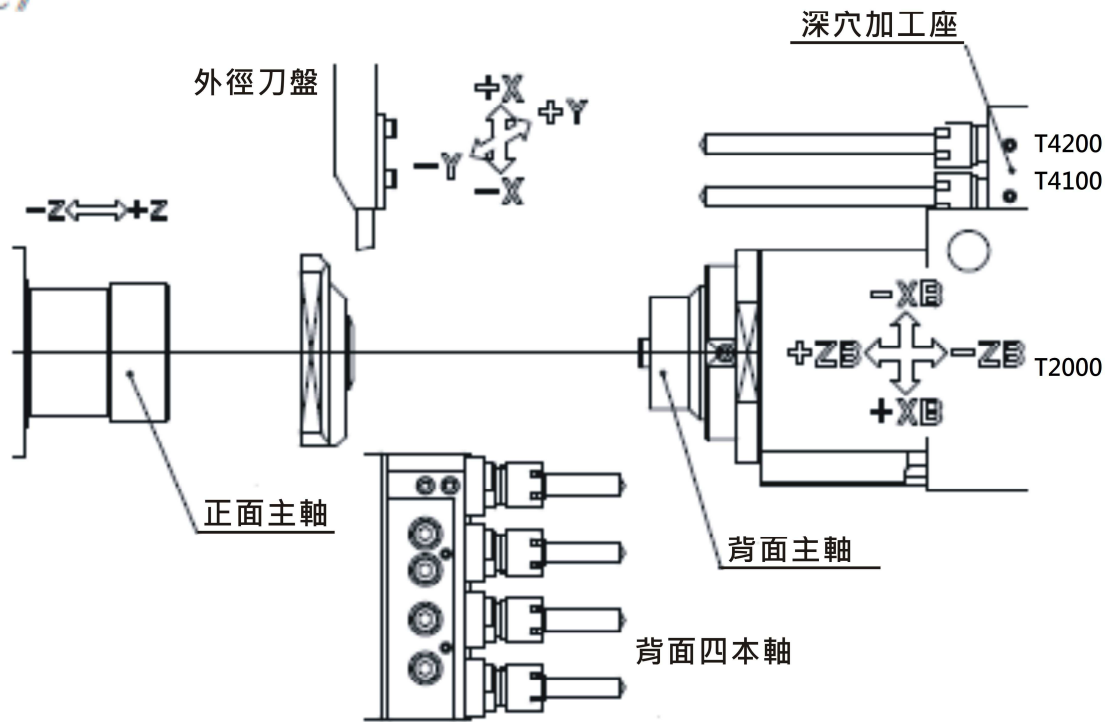 深穴加工座
外徑刀盤
+X
+Y
-Y
-X
T4200
T4100
-Z +Z
-XB
+ZB -ZB
T2000
+XB
正面主軸
背面主軸
背面四本軸